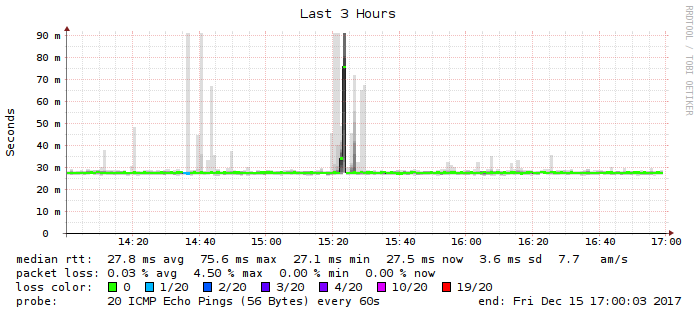 Last 3 Hours
RRDTOOL / TOBI OETIKER
Seconds
90 m
80 m
70 m
60 m
50 m
40 m
30 m
20 m
10 m
0
14:20 14:40 15:00 15:20 15:40 16:00 16:20 16:40 17:00
median rtt: 27.8 ms avg 75.6 ms max 27.1 ms min 27.5 ms now 3.6 ms sd 7.7 am/s
packet loss: 0.03 % avg 4.50 % max 0.00 % min 0.00 % now
loss color: 0 1/20 2/20 3/20 4/20 10/20 19/20
probe: 20 ICMP Echo Pings (56 Bytes) every 60s end: Fri Dec 15 17:00:03 2017